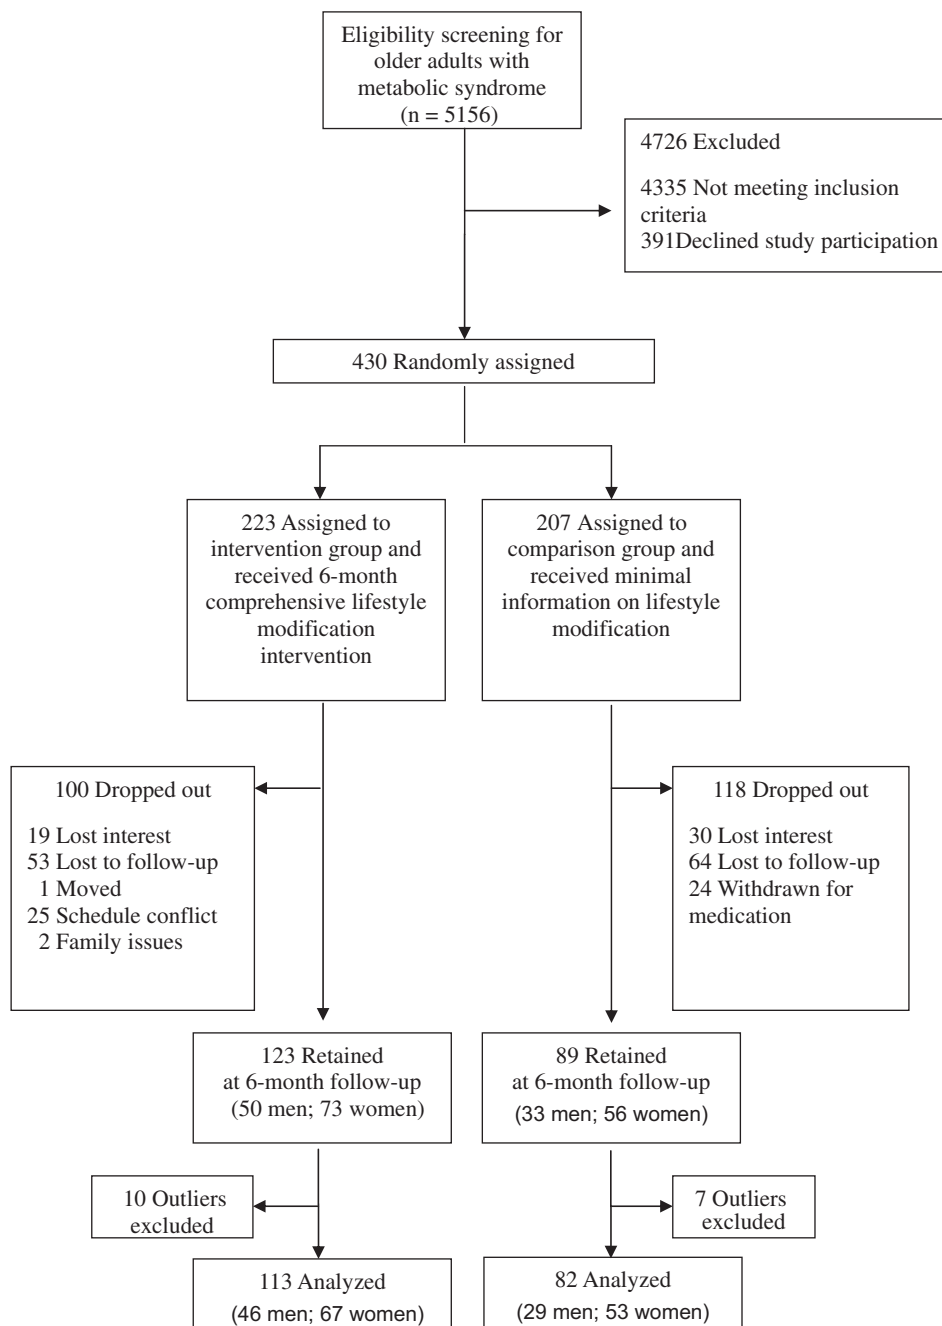 Eligibility screening for
older adults with
metabolic syndrome
(n = 5156)
4726 Excluded
4335 Not meeting inclusion
criteria
391Declined study participation
430 Randomly assigned
223 Assigned to
intervention group and
received 6-month
comprehensive lifestyle
modification
intervention
207 Assigned to
comparison group and
received minimal
information on lifestyle
modification
100 Dropped out
19 Lost interest
53 Lost to follow-up
1 Moved
25 Schedule conflict
2 Family issues
118 Dropped out
30 Lost interest
64 Lost to follow-up
24 Withdrawn for
medication
123 Retained
at 6-month follow-up
(50 men; 73 women)
89 Retained
at 6-month follow-up
(33 men; 56 women)
10 Outliers
excluded
7 Outliers
excluded
113 Analyzed
(46 men; 67 women)
82 Analyzed
(29 men; 53 women)